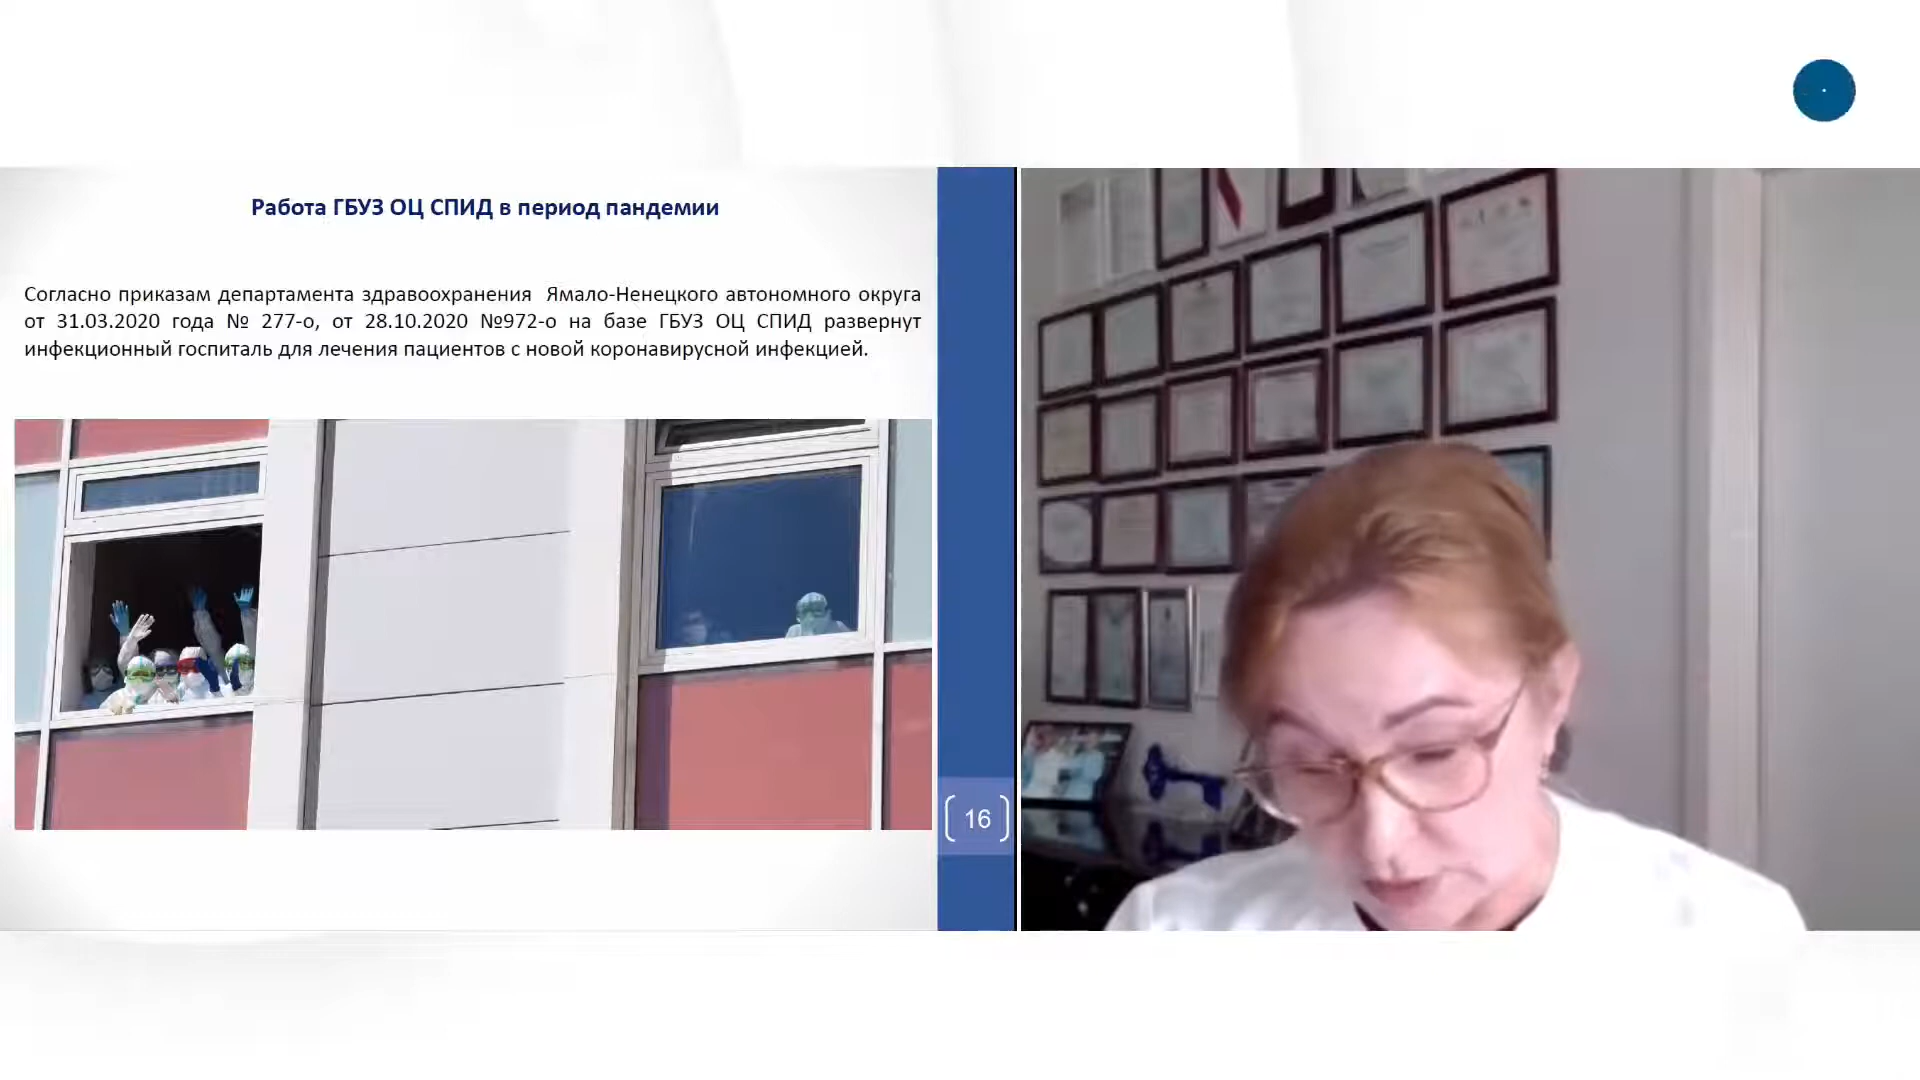 Работа ГБУЗ ОЦ СПИД в период пандемии
Согласно приказам департамента здравоохранения Ямало-Ненецкого автономного округа
от 31.03.2020 года № 277-о, от 28.10.2020 №972-о на базе ГБУЗ ОЦ СПИД развернут
инфекционный госпиталь для лечения пациентов с новой коронавирусной инфекцией.
16